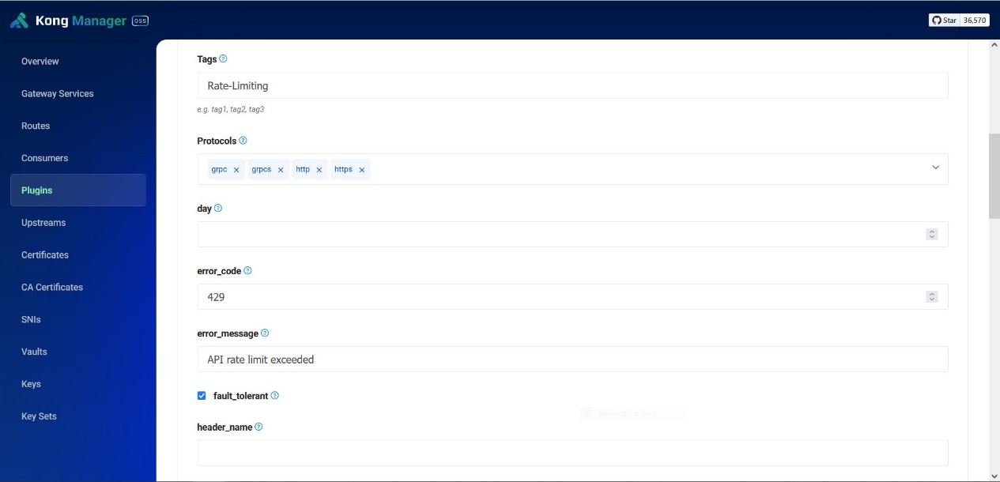 Kong Manager OSS
Star 36,570
Overview
Gateway Services
Routes
Consumers
Plugins
Upstreams
Certificates
CA Certificates
SNIs
Vaults
Keys
Key Sets
Tags
Rate-Limiting
e.g. tag1, tag2, tag3
Protocols
grpc grpcs http https
day
error_code
429
error_message
API rate limit exceeded
fault_tolerant
header_name